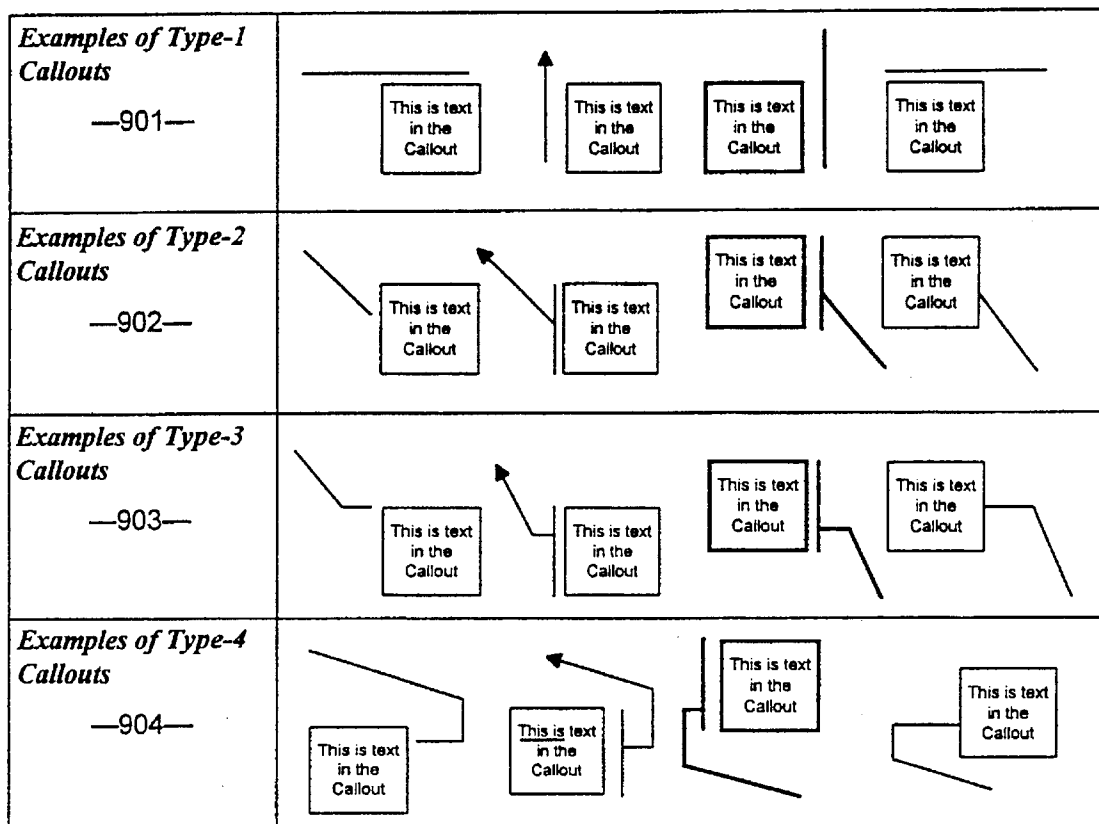 Examples of Type-1
Callouts
—901—
This is text
in the
Callout
This is text
in the
Callout
This is text
in the
Callout
This is text
in the
Callout
Examples of Type-2
Callouts
—902—
This is text
in the
Callout
This is text
in the
Callout
This is text
in the
Callout
This is text
in the
Callout
Examples of Type-3
Callouts
—903—
This is text
in the
Callout
This is text
in the
Callout
This is text
in the
Callout
This is text
in the
Callout
Examples of Type-4
Callouts
—904—
This is text
in the
Callout
This is text
in the
Callout
This is text
in the
Callout
This is text
in the
Callout